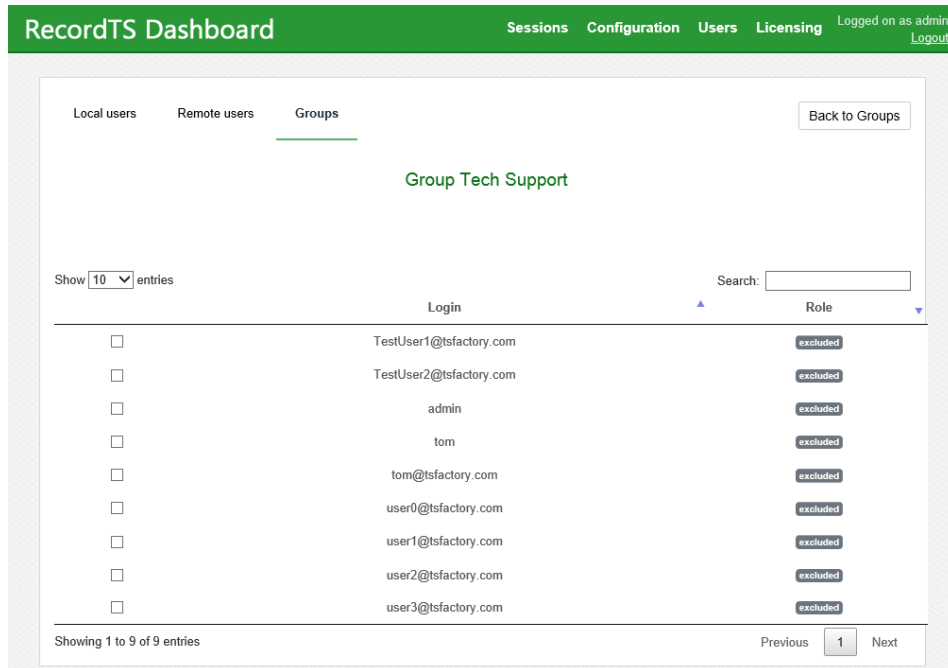 RecordTS Dashboard
Sessions Configuration Users Licensing
Logged on as admin
Logout
Local users Remote users Groups
Back to Groups
Group Tech Support
Show 10 entries
Search:
Login Role
TestUser1@tsfactory.com excluded
TestUser2@tsfactory.com excluded
admin excluded
tom excluded
tom@tsfactory.com excluded
user0@tsfactory.com excluded
user1@tsfactory.com excluded
user2@tsfactory.com excluded
user3@tsfactory.com excluded
Showing 1 to 9 of 9 entries
Previous 1 Next